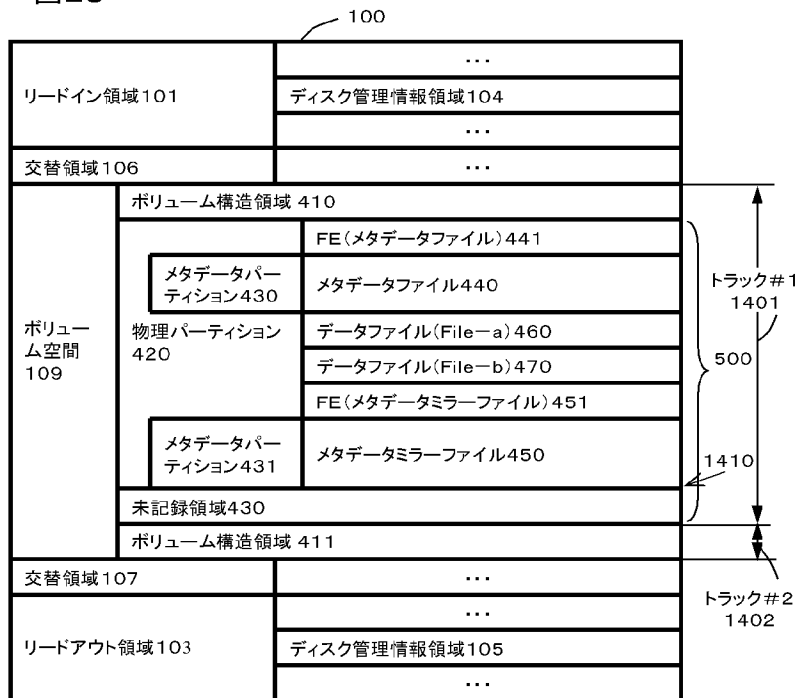 100
...
リードイン領域101
ディスク管理情報領域104
...
交替領域106
...
ボリューム構造領域 410
FE(メタデータファイル)441
メタデータパー
ティション430
メタデータファイル440
ボリュー
ム空間
109
物理パーティション
420
データファイル(File-a)460
データファイル(File-b)470
FE(メタデータミラーファイル)451
メタデータパー
ティション431
メタデータミラーファイル450
未記録領域430
ボリューム構造領域 411
トラック#1
1401
500
1410
交替領域107
...
トラック#2
1402
...
リードアウト領域103
ディスク管理情報領域105
...